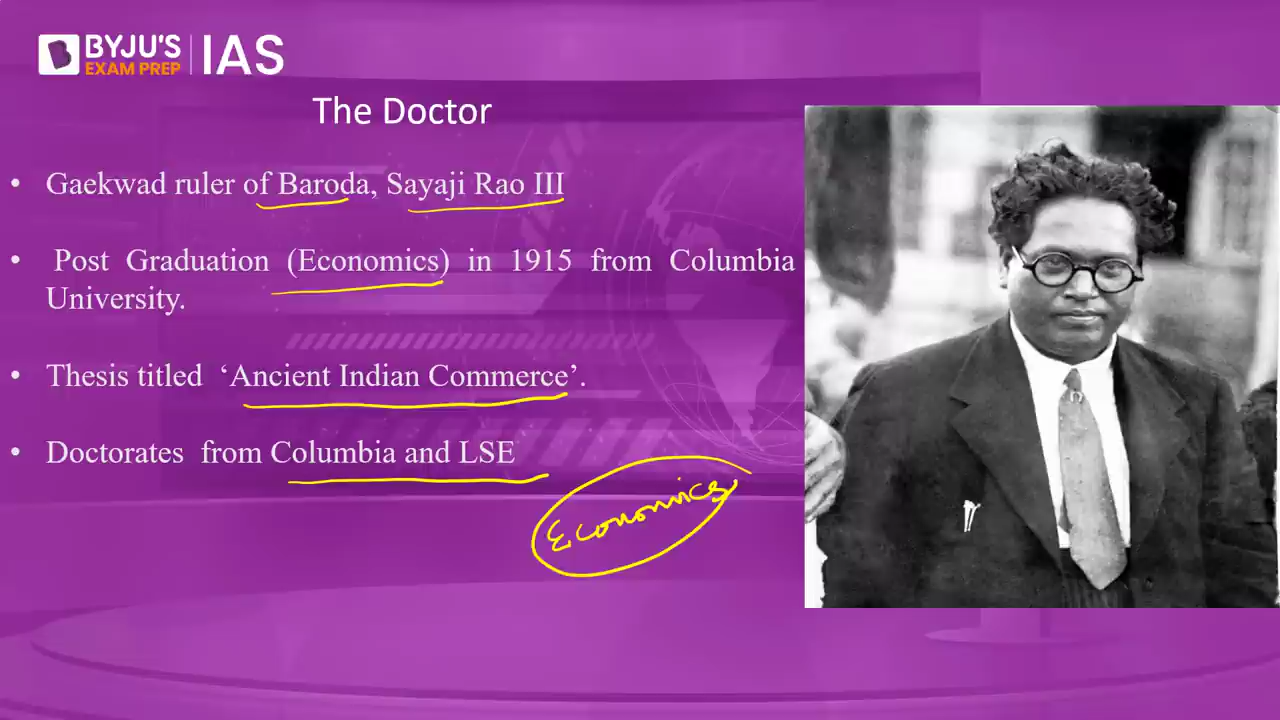 BYJU'S
EXAM PREP
IAS
The Doctor
• Gaekwad ruler of Baroda, Sayaji Rao III
• Post Graduation (Economics) in 1915 from Columbia
University.
• Thesis titled ‘Ancient Indian Commerce’.
• Doctorates from Columbia and LSE
Economics